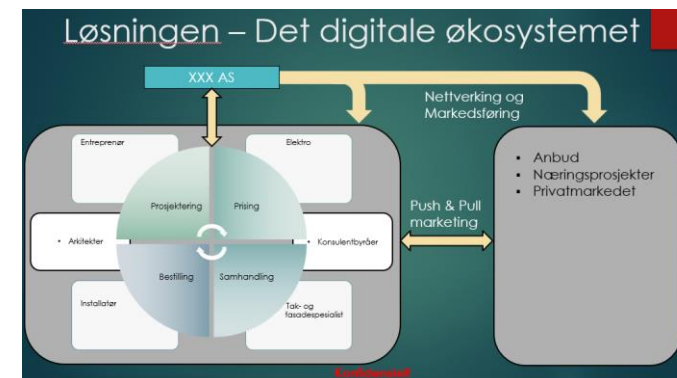 Løsningen – Det digitale økosystemet
XXX AS
Nettverking og
Markedsføring
Entreprenør
Elektro
Prosjektering
Prising
• Arkitekter
• Konsulentbyråer
Bestilling
Samhandling
Installatør
Tak- og
fasadespesialist
Push & Pull
marketing
• Anbud
• Næringsprosjekter
• Privatmarkedet
Konfidensiell